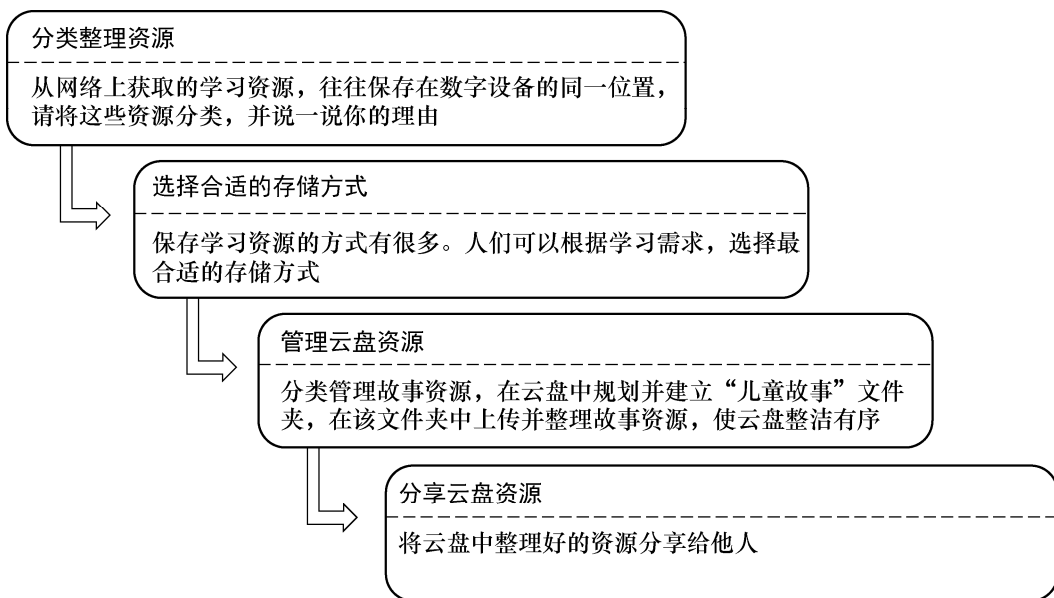 分类整理资源
从网络上获取的学习资源，往往保存在数字设备的同一位置，
请将这些资源分类，并说一说你的理由
选择合适的存储方式
保存学习资源的方式有很多。人们可以根据学习需求，选择最
合适的存储方式
管理云盘资源
分类管理故事资源，在云盘中规划并建立“儿童故事”文件
夹，在该文件夹中上传并整理故事资源，使云盘整洁有序
分享云盘资源
将云盘中整理好的资源分享给他人